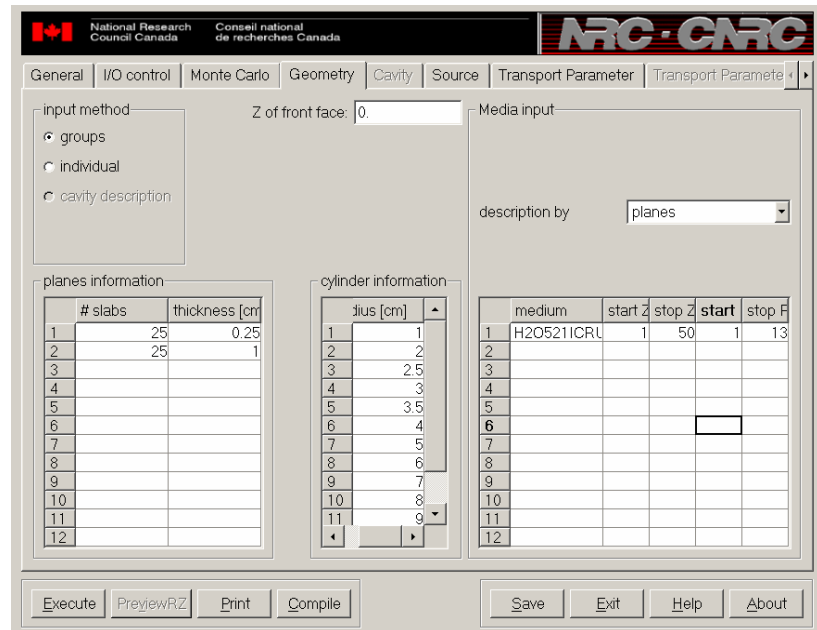 National Research Council Canada
Conseil national de recherches Canada
NRC · CNRC
General I/O control Monte Carlo Geometry Cavity Source Transport Parameter Transport Paramete
input method
groups
individual
cavity description
Z of front face: 0.
Media input
description by planes
planes information
# slabs thickness [cm
1 25 0.25
2 25 1
3
4
5
6
7
8
9
10
11
12
cylinder information
dius [cm]
1 1
2 2
3 2.5
4 3
5 3.5
6 4
7 5
8 6
9 7
10 8
11 9
medium start Z stop Z start stop R
1 H2O521ICRU 1 50 1 13
2
3
4
5
6
7
8
9
10
11
12
Execute PreviewRZ Print Compile Save Exit Help About